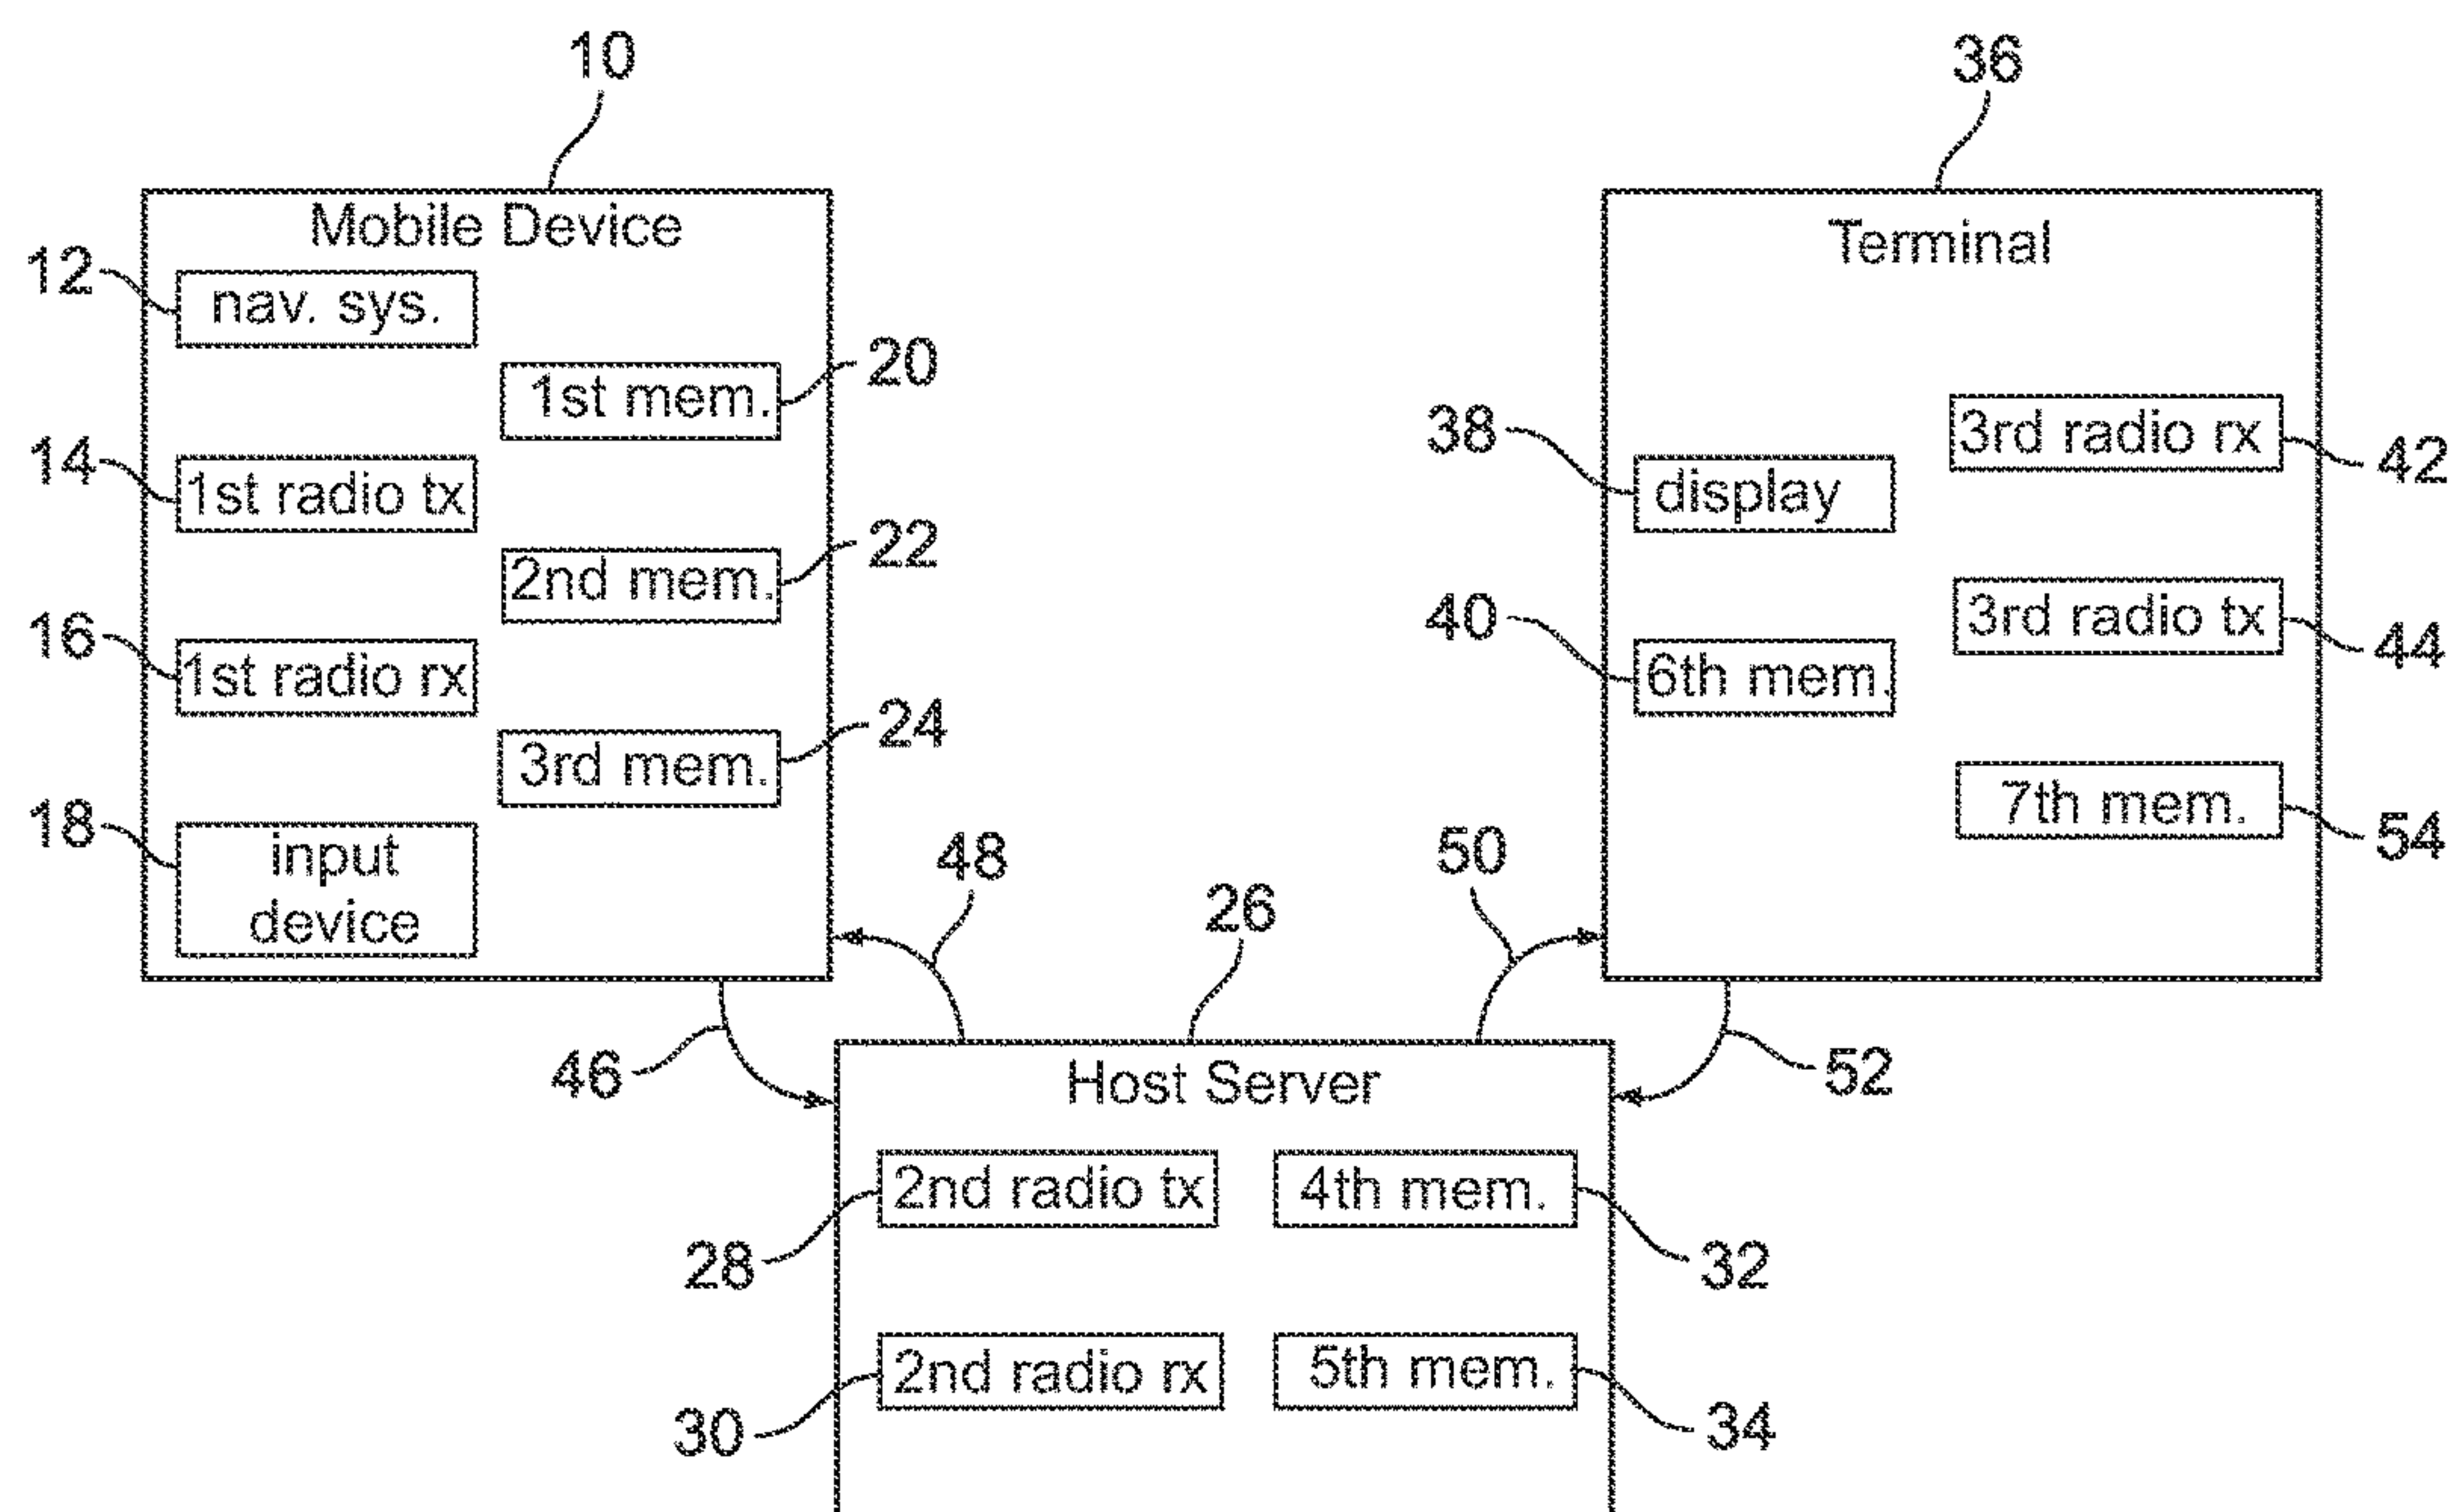 10
36
Mobile Device
Terminal
12
nav. sys.
1st mem.
20
14
1st radio tx
38
display
3rd radio rx
42
2nd mem.
22
16
1st radio rx
40
6th mem.
3rd radio tx
44
3rd mem.
24
7th mem.
54
18
input
device
48
50
26
46
52
Host Server
2nd radio tx
4th mem.
28
32
2nd radio rx
5th mem.
30
34